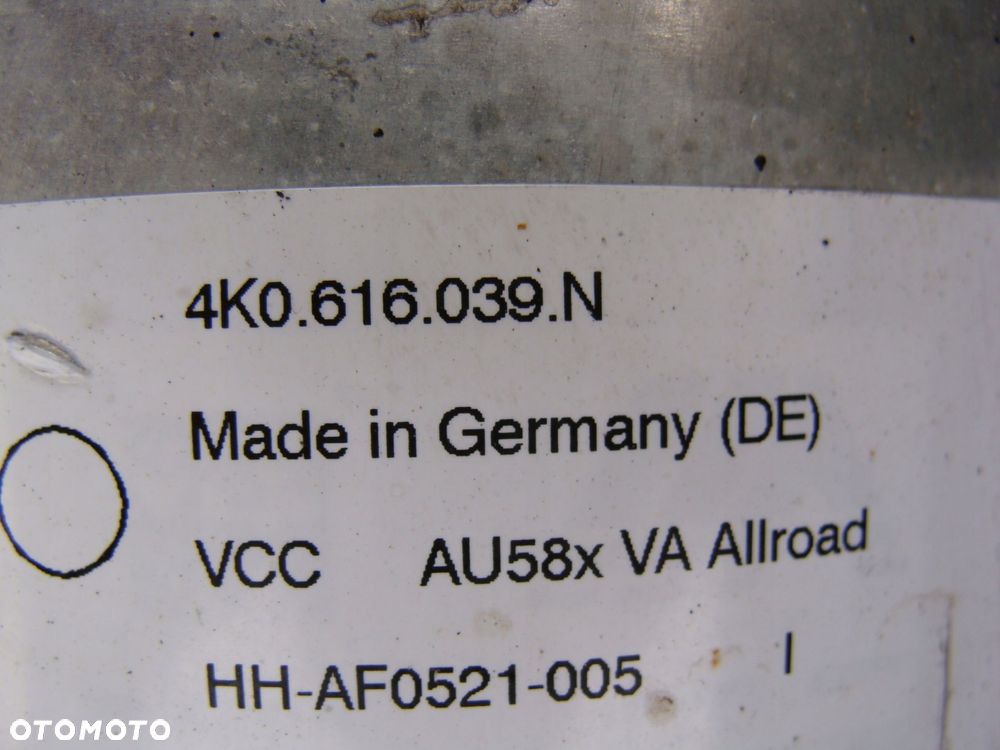 4K0.616.039.N
Made in Germany (DE)
VCC AU58x VA Allroad
HH-AF0521-005 I
OTOMOTO